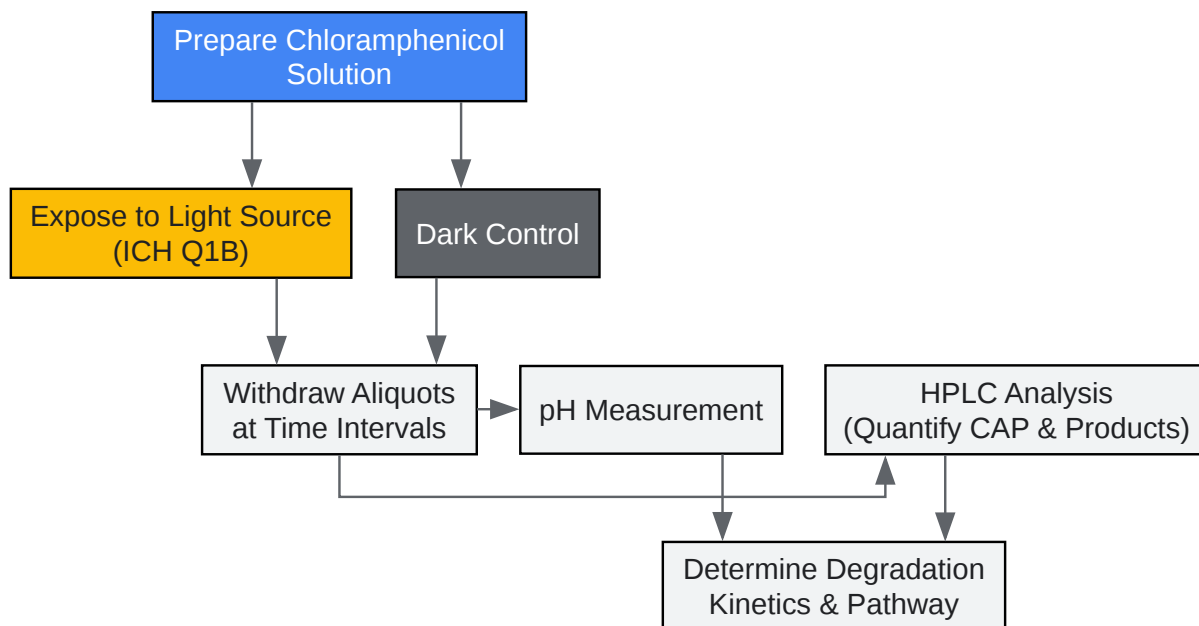 Prepare Chloramphenicol
Solution
Expose to Light Source
(ICH Q1B)
Dark Control
Withdraw Aliquots
at Time Intervals
pH Measurement
HPLC Analysis
(Quantify CAP & Products)
Determine Degradation
Kinetics & Pathway